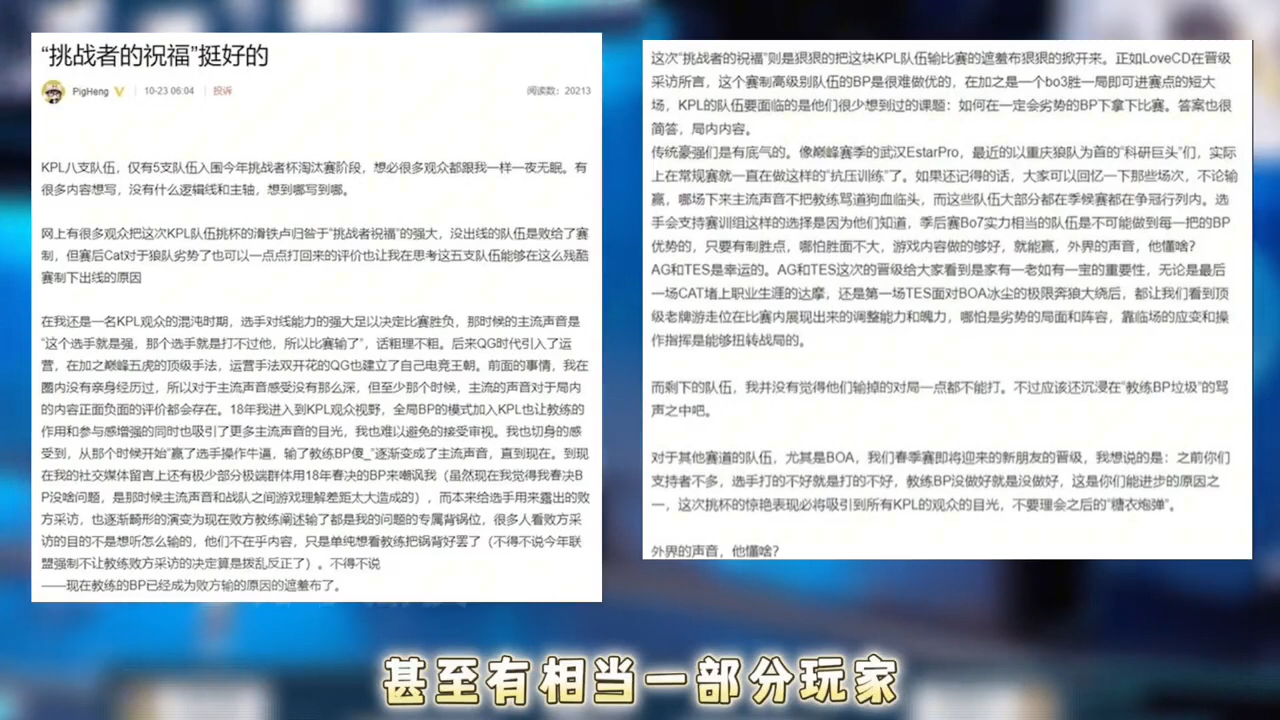 “挑战者的祝福”挺好的
PigHeng
10-23 06:04
投诉
阅读数：20213
KPL八支队伍，仅有5支队伍入围今年挑战者杯淘汰赛阶段，想必很多观众都跟我一样一夜无眠。有
很多内容想写，没有什么逻辑线和主轴，想到哪写到哪。
网上有很多观众把这次KPL队伍挑杯的滑铁卢归咎于“挑战者祝福”的强大，没出线的队伍是败给了赛
制，但赛后Cat对于狼队劣势了也可以一点点打回来的评价也让我在思考这五支队伍能够在这么残酷
赛制下出线的原因
在我还是一名KPL观众的混沌时期，选手对线能力的强大足以决定比赛胜负，那时候的主流声音是
“这个选手就是强，那个选手就是打不过他，所以比赛输了”，话粗理不粗。后来QG时代引入了运
营，在加之巅峰五虎的顶级手法，运营手法双开花的QG也建立了自己电竞王朝。前面的事情，我在
圈内没有亲身经历过，所以对于主流声音感受没有那么深，但至少那个时候，主流的声音对于局内
的内容正面负面的评价都会存在。18年我进入到KPL观众视野，全局BP的模式加入KPL也让教练的
作用和参与感增强的同时也吸引了更多主流声音的目光，我也难以避免的接受审视。我也切身的感
受到，从那个时候开始“赢了选手操作牛逼，输了教练BP傻_”逐渐变成了主流声音，直到现在。到现
在我的社交媒体留言上还有极少部分极端群体用18年春决的BP来嘲讽我（虽然现在我觉得我春决B
P没啥问题，是那时候主流声音和战队之间游戏理解差距太大造成的），而本来给选手用来露出的败
方采访，也逐渐畸形的演变为现在败方教练阐述输了都是我的问题的专属背锅位，很多人看败方采
访的目的不是想听怎么输的，他们不在乎内容，只是单纯想看教练把锅背好罢了（不得不说今年联
盟强制不让教练败方采访的决定算是拨乱反正了）。不得不说
——现在教练的BP已经成为败方输的原因的遮羞布了。
这次“挑战者的祝福”则是狠狠的把这块KPL队伍输比赛的遮羞布狠狠的掀开来。正如LoveCD在晋级
采访所言，这个赛制高级别队伍的BP是很难做优的，在加之是一个bo3胜一局即可进赛点的短大
场，KPL的队伍要面临的是他们很少想到过的课题：如何在一定会劣势的BP下拿下比赛。答案也很
简答，局内内容。
传统豪强们是有底气的。像巅峰赛季的武汉EstarPro，最近的以重庆狼队为首的“科研巨头”们，实际
上在常规赛就一直在做这样的“抗压训练”了。如果还记得的话，大家可以回忆一下那些场次，不论输
赢，哪场下来主流声音不把教练骂道狗血临头，而这些队伍大部分都在季候赛都在争冠行列内。选
手会支持赛训组这样的选择是因为他们知道，季后赛Bo7实力相当的队伍是不可能做到每一把的BP
优势的，只要有制胜点，哪怕胜面不大，游戏内容做的够好，就能赢，外界的声音，他懂啥？
AG和TES是幸运的。AG和TES这次的晋级给大家看到是家有一老如有一宝的重要性，无论是最后
一场CAT堵上职业生涯的达摩，还是第一场TES面对BOA冰尘的极限奔狼大绕后，都让我们看到顶
级老牌游走位在比赛内展现出来的调整能力和魄力，哪怕是劣势的局面和阵容，靠临场的应变和操
作指挥是能够扭转战局的。
而剩下的队伍，我并没有觉得他们输掉的对局一点都不能打。不过应该还沉浸在“教练BP垃圾”的骂
声之中吧。
对于其他赛道的队伍，尤其是BOA，我们春季赛即将迎来的新朋友的晋级，我想说的是：之前你们
支持者不多，选手打的不好就是打的不好，教练BP没做好就是没做好，这是你们能进步的原因之
一，这次挑杯的惊艳表现必将吸引到所有KPL的观众的目光，不要理会之后的“糖衣炮弹”。
外界的声音，他懂啥？
甚至有相当一部分玩家